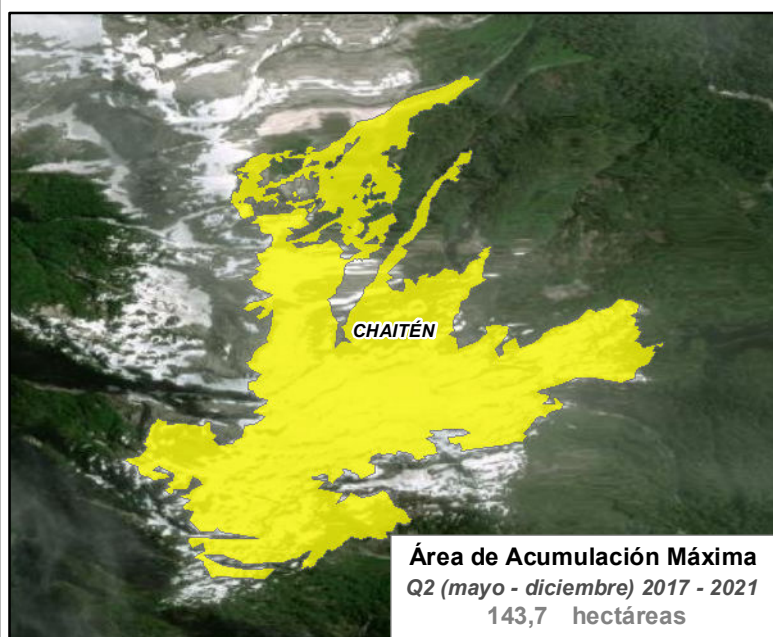 CHAITÉN
Área de Acumulación Máxima
Q2 (mayo - diciembre) 2017 - 2021
143,7 hectáreas